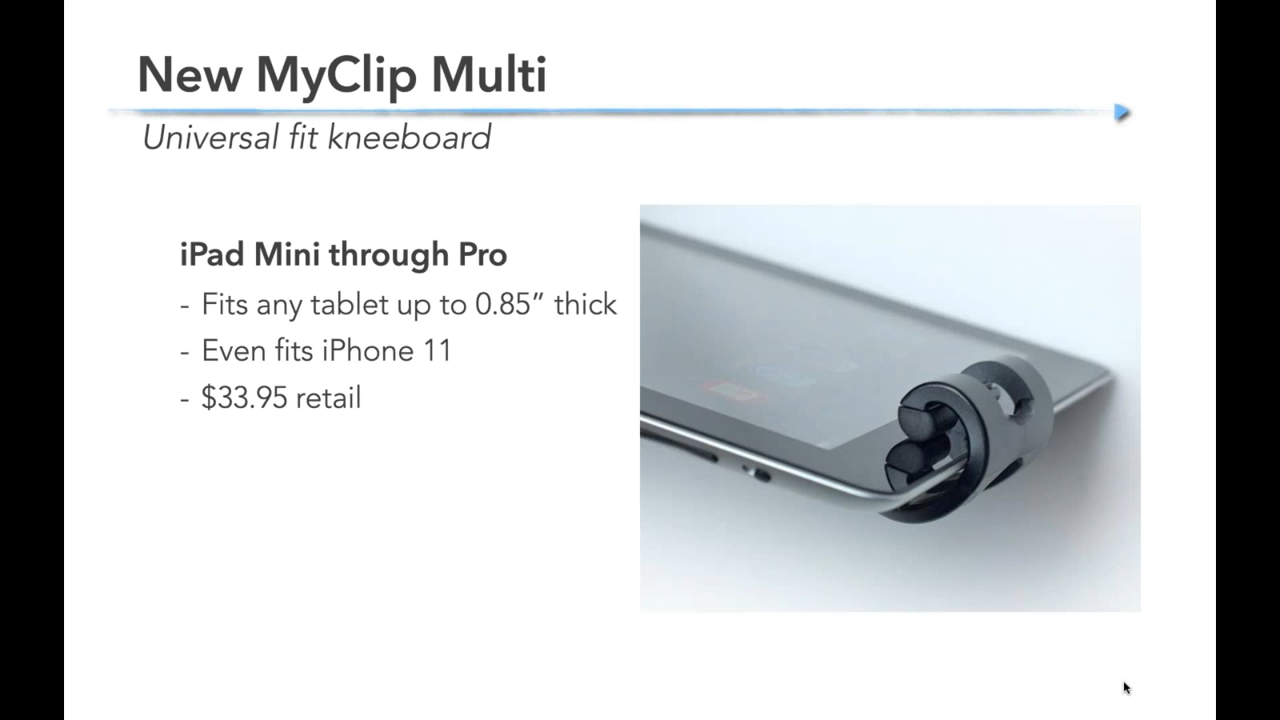 New MyClip Multi
Universal fit kneeboard
iPad Mini through Pro
- Fits any tablet up to 0.85” thick
- Even fits iPhone 11
- $33.95 retail